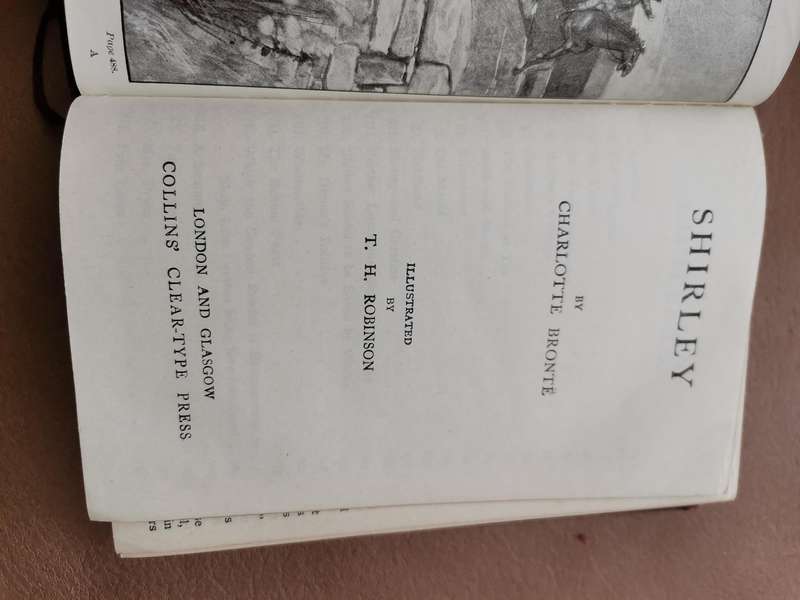 Page 488.
A
SHIRLEY
BY
CHARLOTTE BRONTË
ILLUSTRATED
BY
T. H. ROBINSON
LONDON AND GLASGOW
COLLINS' CLEAR-TYPE PRESS